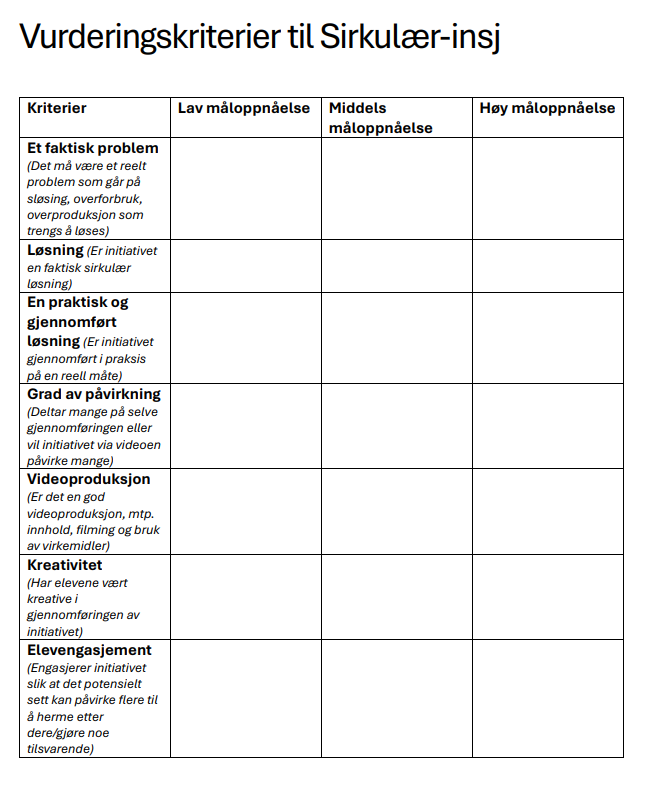 Vurderingskriterier til Sirkulær-insj
Kriterier
Lav måloppnåelse
Middels
måloppnåelse
Høy måloppnåelse
Et faktisk problem
(Det må være et reelt
problem som går på
sløsing, overforbruk,
overproduksjon som
trengs å løses)
Løsning (Er initiativet
en faktisk sirkulær
løsning)
En praktisk og
gjennomført
løsning (Er initiativet
gjennomført i praksis
på en reell måte)
Grad av påvirkning
(Deltar mange på selve
gjennomføringen eller
vil initiativet via videoen
påvirke mange)
Videoproduksjon
(Er det en god
videoproduksjon, mtp.
innhold, filming og bruk
av virkemidler)
Kreativitet
(Har elevene vært
kreative i
gjennomføringen av
initiativet)
Elevengasjement
(Engasjerer initiativet
slik at det potensielt
sett kan påvirke flere til
å herme etter
dere/gjøre noe
tilsvarende)